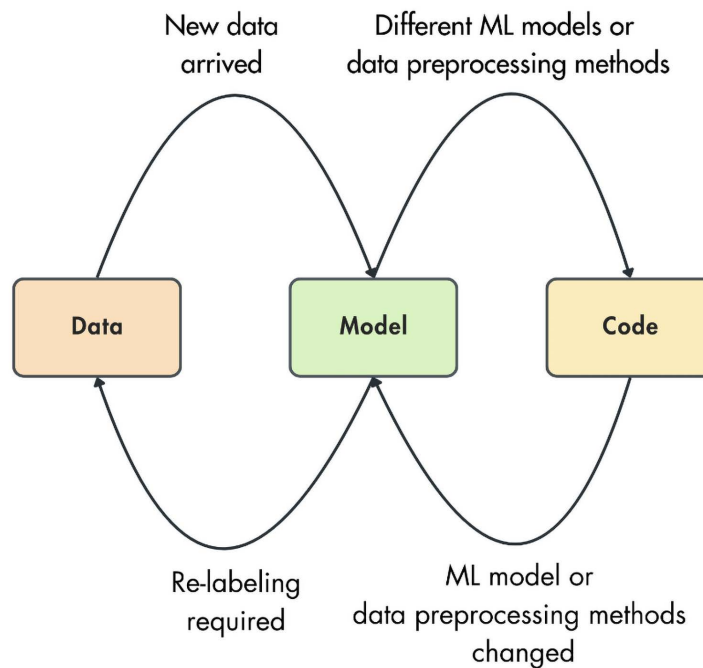 New data
arrived
Different ML models or
data preprocessing methods
Data
Model
Code
Re-labeling
required
ML model or
data preprocessing methods
changed